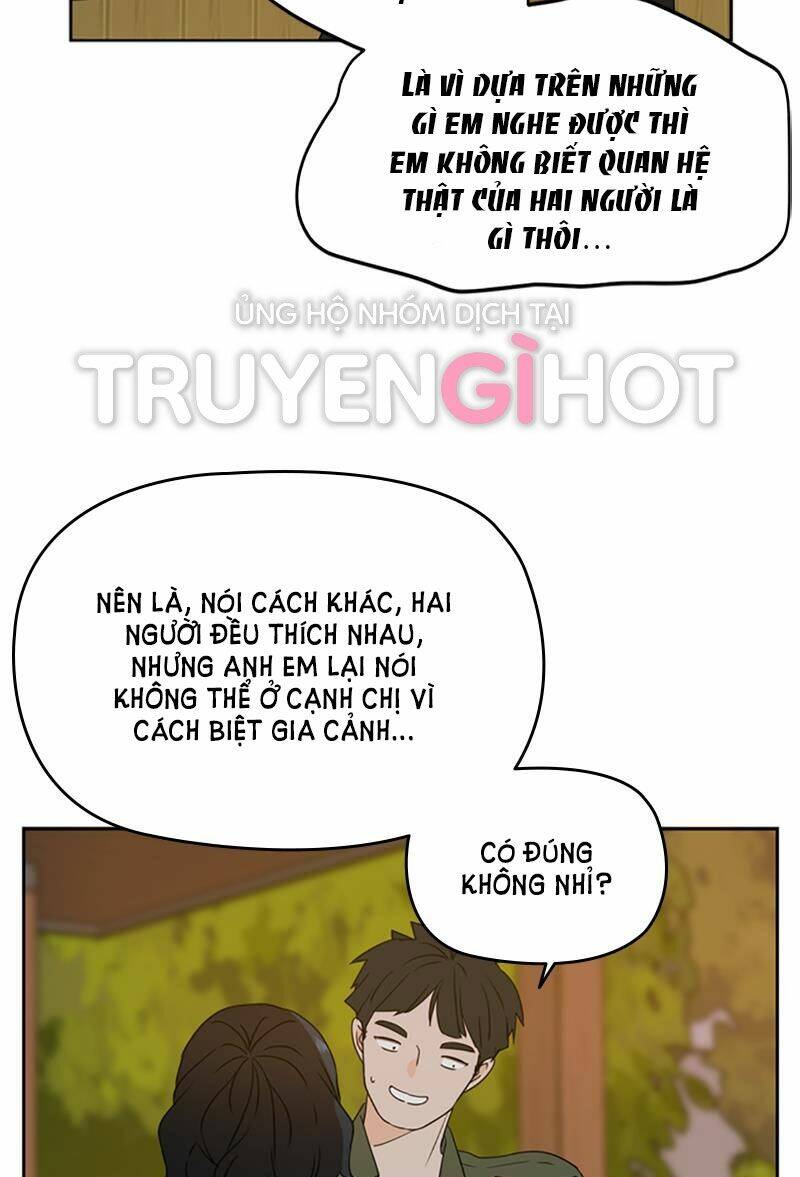 LÀ VÌ DỰA TRÊN NHỮNG
GÌ EM NGHE ĐƯỢC THÌ
EM KHÔNG BIẾT QUAN HỆ
THẬT CỦA HAI NGƯỜI LÀ
GÌ THÔI...
ỦNG HỘ NHÓM DỊCH TẠI
TRUYENGÌHOT
NÊN LÀ, NÓI CÁCH KHÁC, HAI
NGƯỜI ĐỀU THÍCH NHAU,
NHƯNG ANH EM LẠI NÓI
KHÔNG THỂ Ở CẠNH CHỊ VÌ
CÁCH BIỆT GIA CẢNH...
CÓ ĐÚNG
KHÔNG NHỈ?